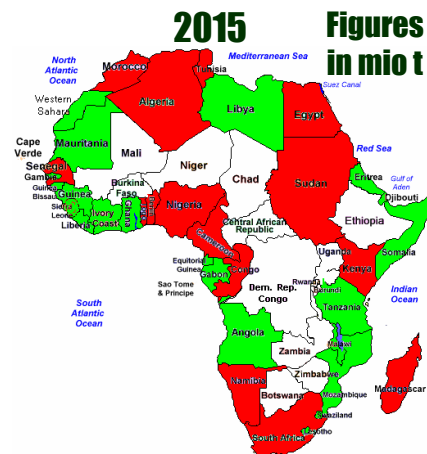 2015
Figures
in mio t
North
Atlantic
Ocean
Mediterranean Sea
Morocco
Tunisia
Suez Canal
Western
Sahara
Algeria
Libya
Egypt
Cape
Verde
Mauritania
Mali
Niger
Chad
Sudan
Red Sea
Eritrea
Gulf of
Aden
Djibouti
Senegal
Gambia
Guinea
Bissau
Guinea
Burkina
Faso
Sierra
Leone
Liberia
Ivory
Coast
Ghana
Togo
Benin
Nigeria
Cameroun
Central African
Republic
Ethiopia
Somalia
Equitorial
Guinea
Gabon
Congo
Sao Tome
& Principe
Dem. Rep.
Congo
Uganda
Kenya
Rwanda
Burundi
Tanzania
Indian
Ocean
South
Atlantic
Ocean
Angola
Zambia
Malawi
Zimbabwe
Mozambique
Madagascar
Namibia
Botswana
Swaziland
Lesotho
South Africa